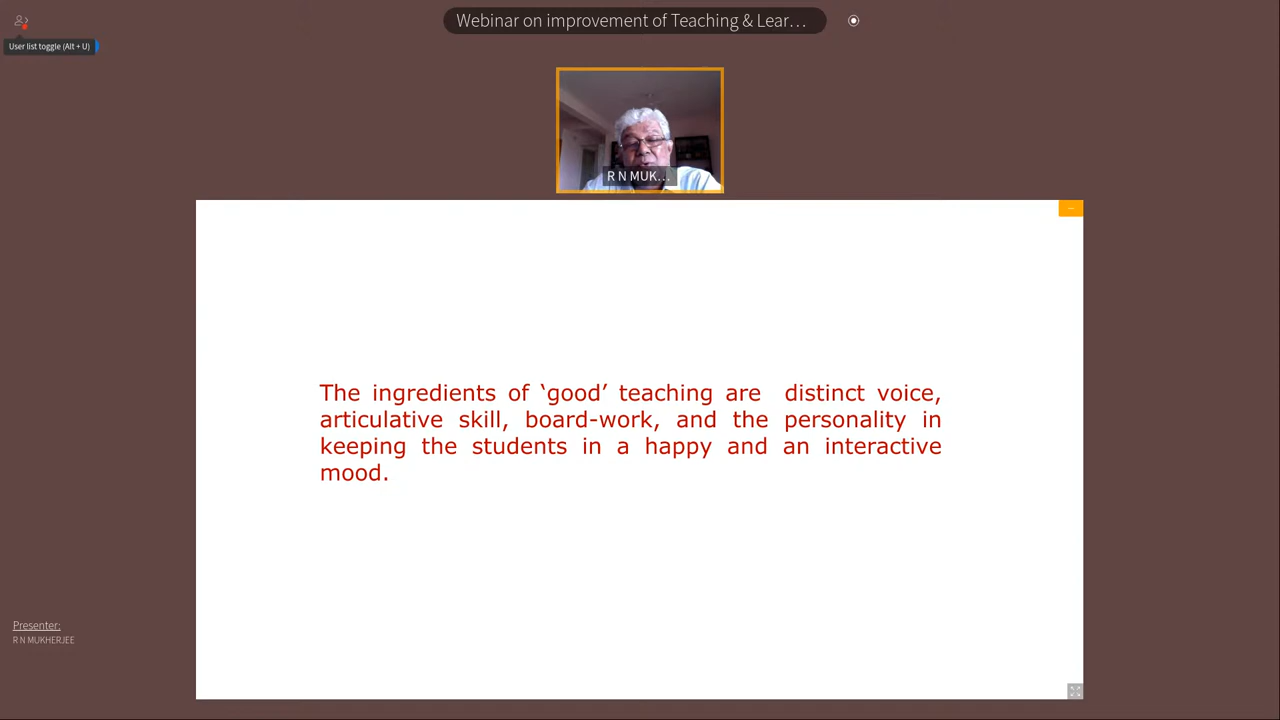 Webinar on improvement of Teaching & Lear…
User list toggle (Alt + U)
R N MUK…
The ingredients of ‘good’ teaching are distinct voice,
articulative skill, board-work, and the personality in
keeping the students in a happy and an interactive
mood.
Presenter:
R N MUKHERJEE